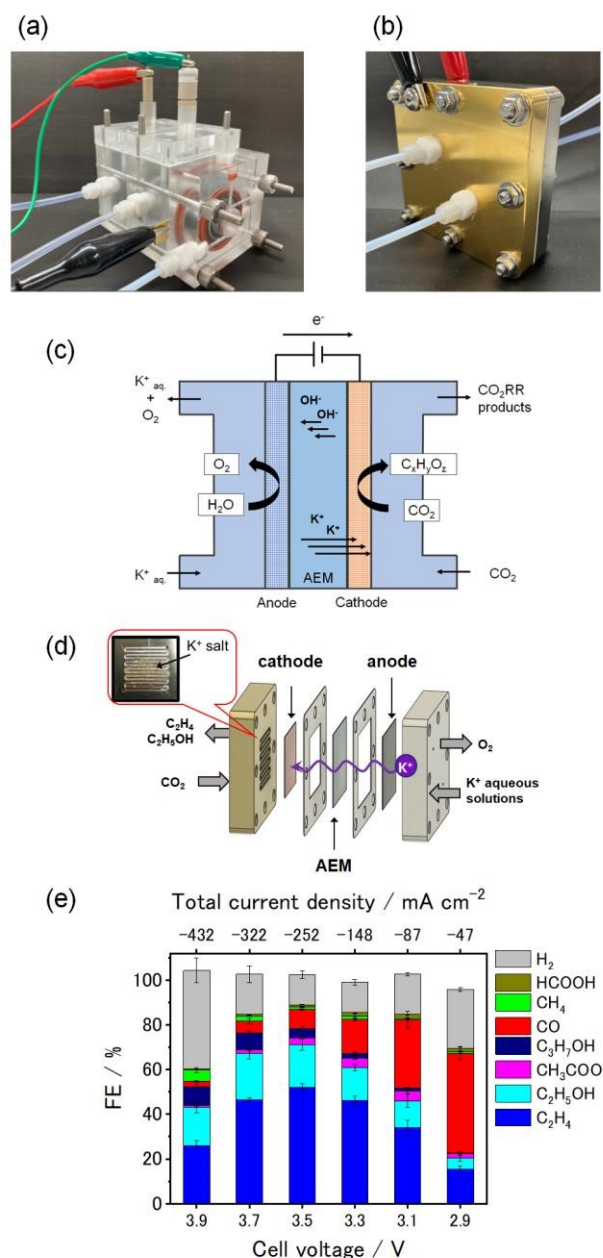 (a)
(b)
(c)
e-
K+ aq.
+
O2
CO2RR
products
OH-
OH-
O2
CxHyOz
H2O
CO2
K+
K+
K+ aq.
AEM
CO2
Anode
Cathode
(d)
K+ salt
cathode
anode
C2H4
C2H5OH
O2
K+
CO2
K+ aqueous
solutions
AEM
(e)
Total current density / mA cm-2
-432 -322 -252 -148 -87 -47
100
80
60
40
20
0
FE / %
H2
HCOOH
CH4
CO
C3H7OH
CH3COO
C2H5OH
C2H4
3.9 3.7 3.5 3.3 3.1 2.9
Cell voltage / V